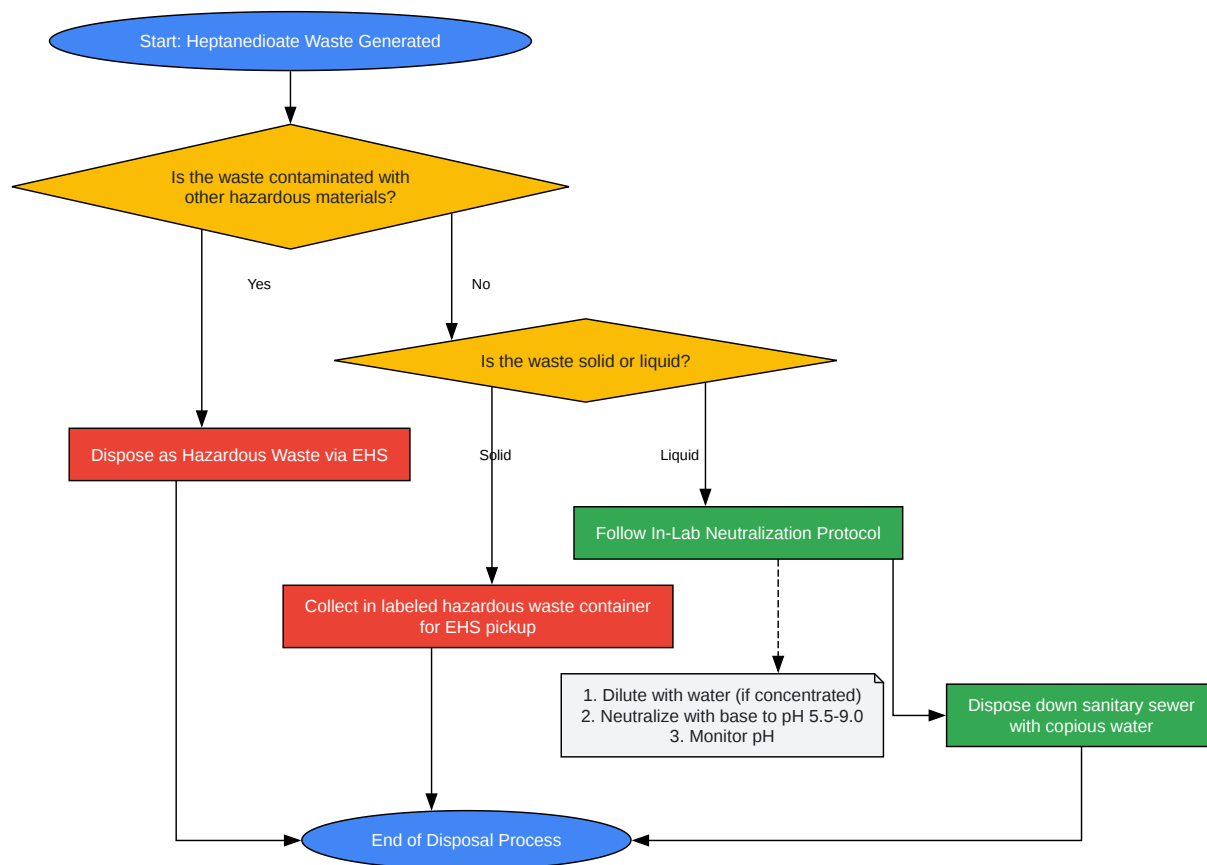 Start: Heptanedioate Waste Generated
Is the waste contaminated with
other hazardous materials?
Yes
No
Is the waste solid or liquid?
Dispose as Hazardous Waste via EHS
Solid
Liquid
Follow In-Lab Neutralization Protocol
Collect in labeled hazardous waste container
for EHS pickup
1. Dilute with water (if concentrated)
2. Neutralize with base to pH 5.5-9.0
3. Monitor pH
Dispose down sanitary sewer
with copious water
End of Disposal Process